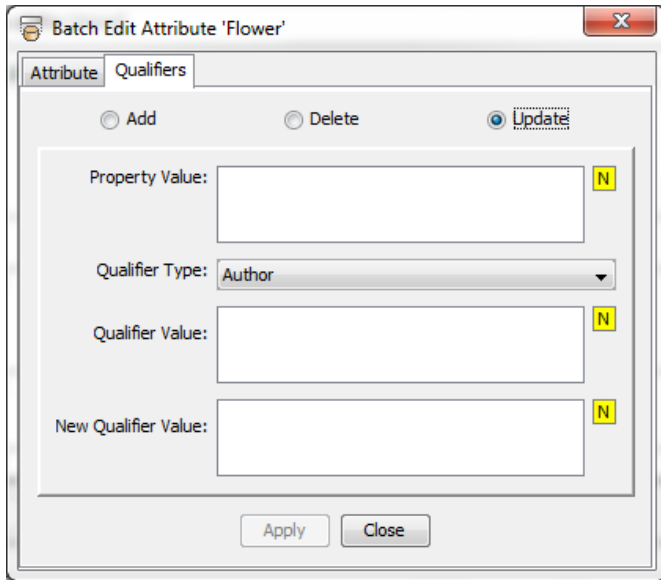 Batch Edit Attribute 'Flower'
Attribute Qualifiers
Add Delete Update
Property Value: N
Qualifier Type: Author
Qualifier Value: N
New Qualifier Value: N
Apply Close